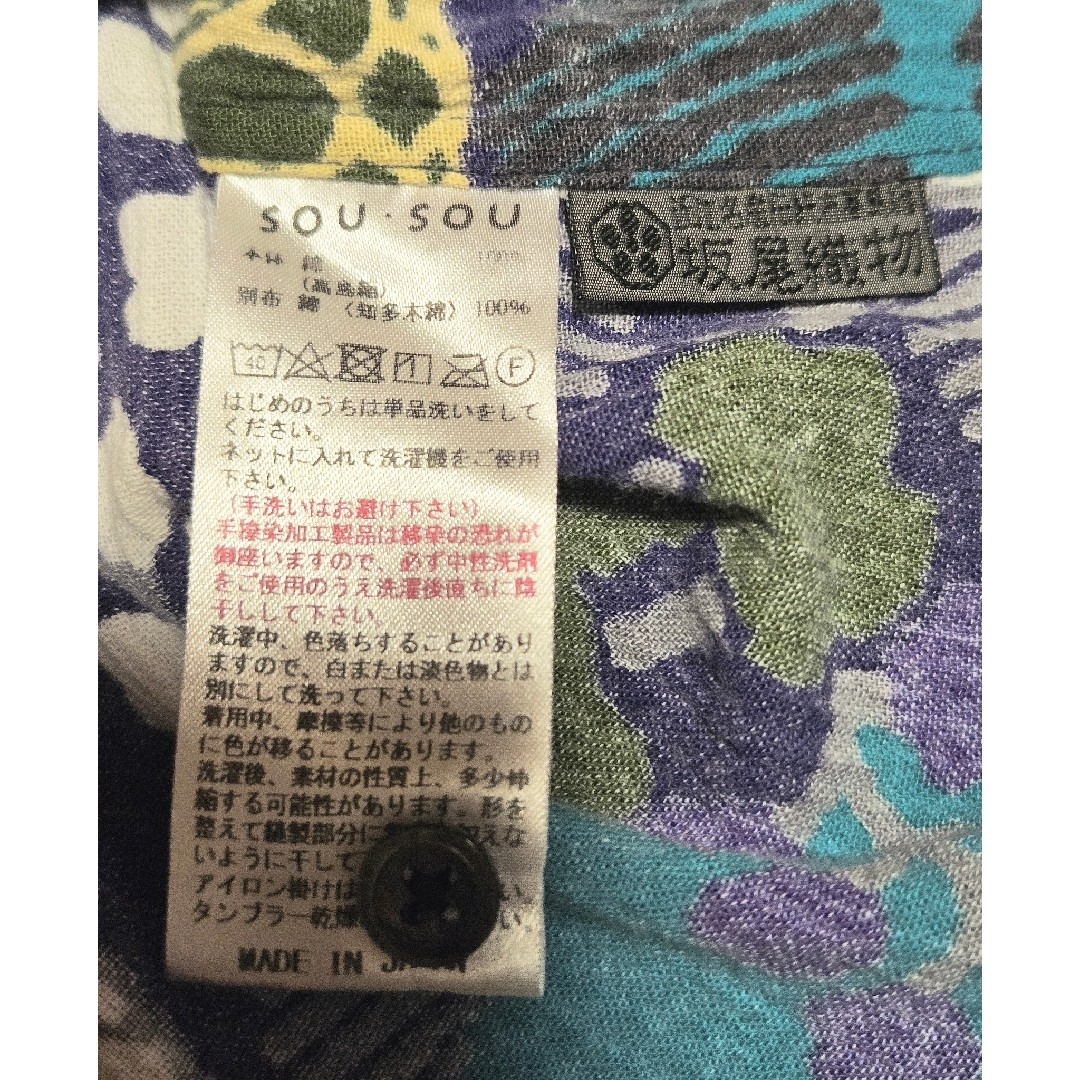 SOU・SOU
本体 綿 100%
（高島縮）
別布 綿 〈知多木綿〉 100%
40 F
はじめのうちは単品洗いをして
ください。
ネットに入れて洗濯機をご使用
下さい。
（手洗いはお避け下さい）
手捺染加工製品は移染の恐れが
御座いますので、必ず中性洗剤
をご使用のうえ洗濯後直ちに陰
干しして下さい。
洗濯中、色落ちすることがあり
ますので、白または淡色物とは
別にして洗って下さい。
着用中、摩擦等により他のもの
に色が移ることがあります。
洗濯後、素材の性質上、多少伸
縮する可能性があります。形を
整えて縫製部分に
いように干して
アイロン掛けは い。
タンブラー乾燥 い。
MADE IN JAPAN
坂尾織物